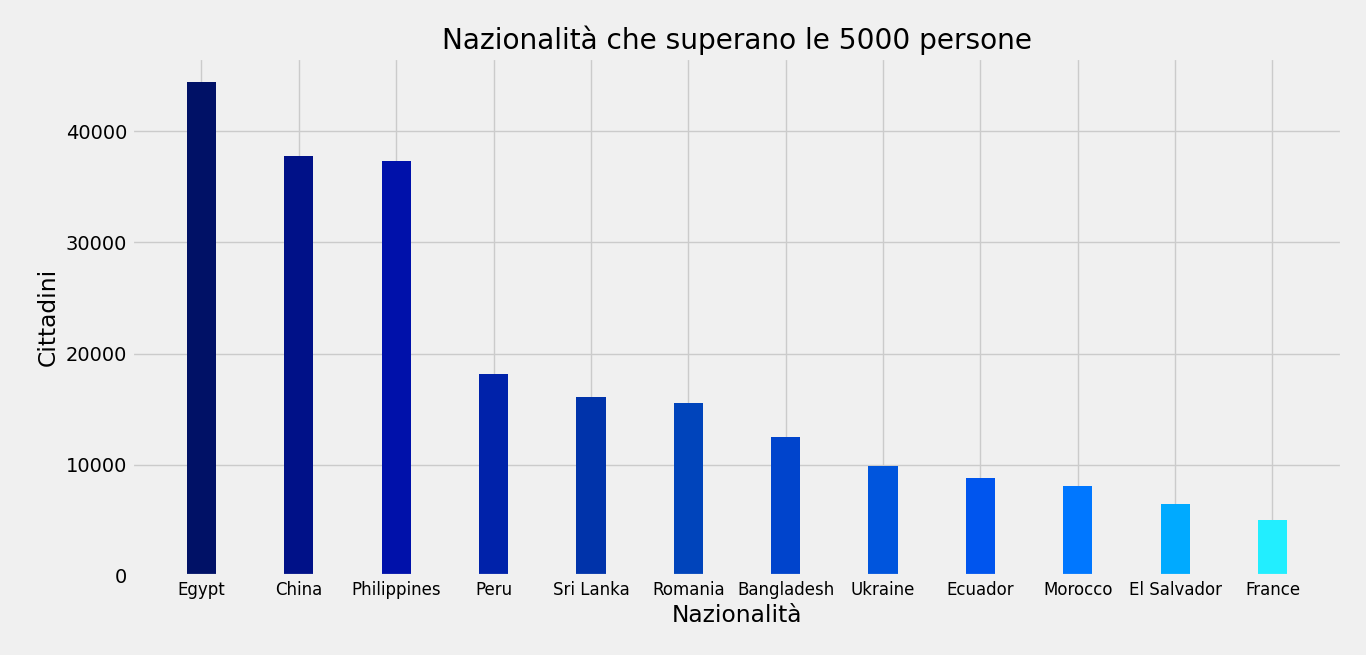 Nazionalità che superano le 5000 persone
40000
30000
20000
10000
0
Cittadini
Egypt China Philippines Peru Sri Lanka Romania Bangladesh Ukraine Ecuador Morocco El Salvador France
Nazionalità